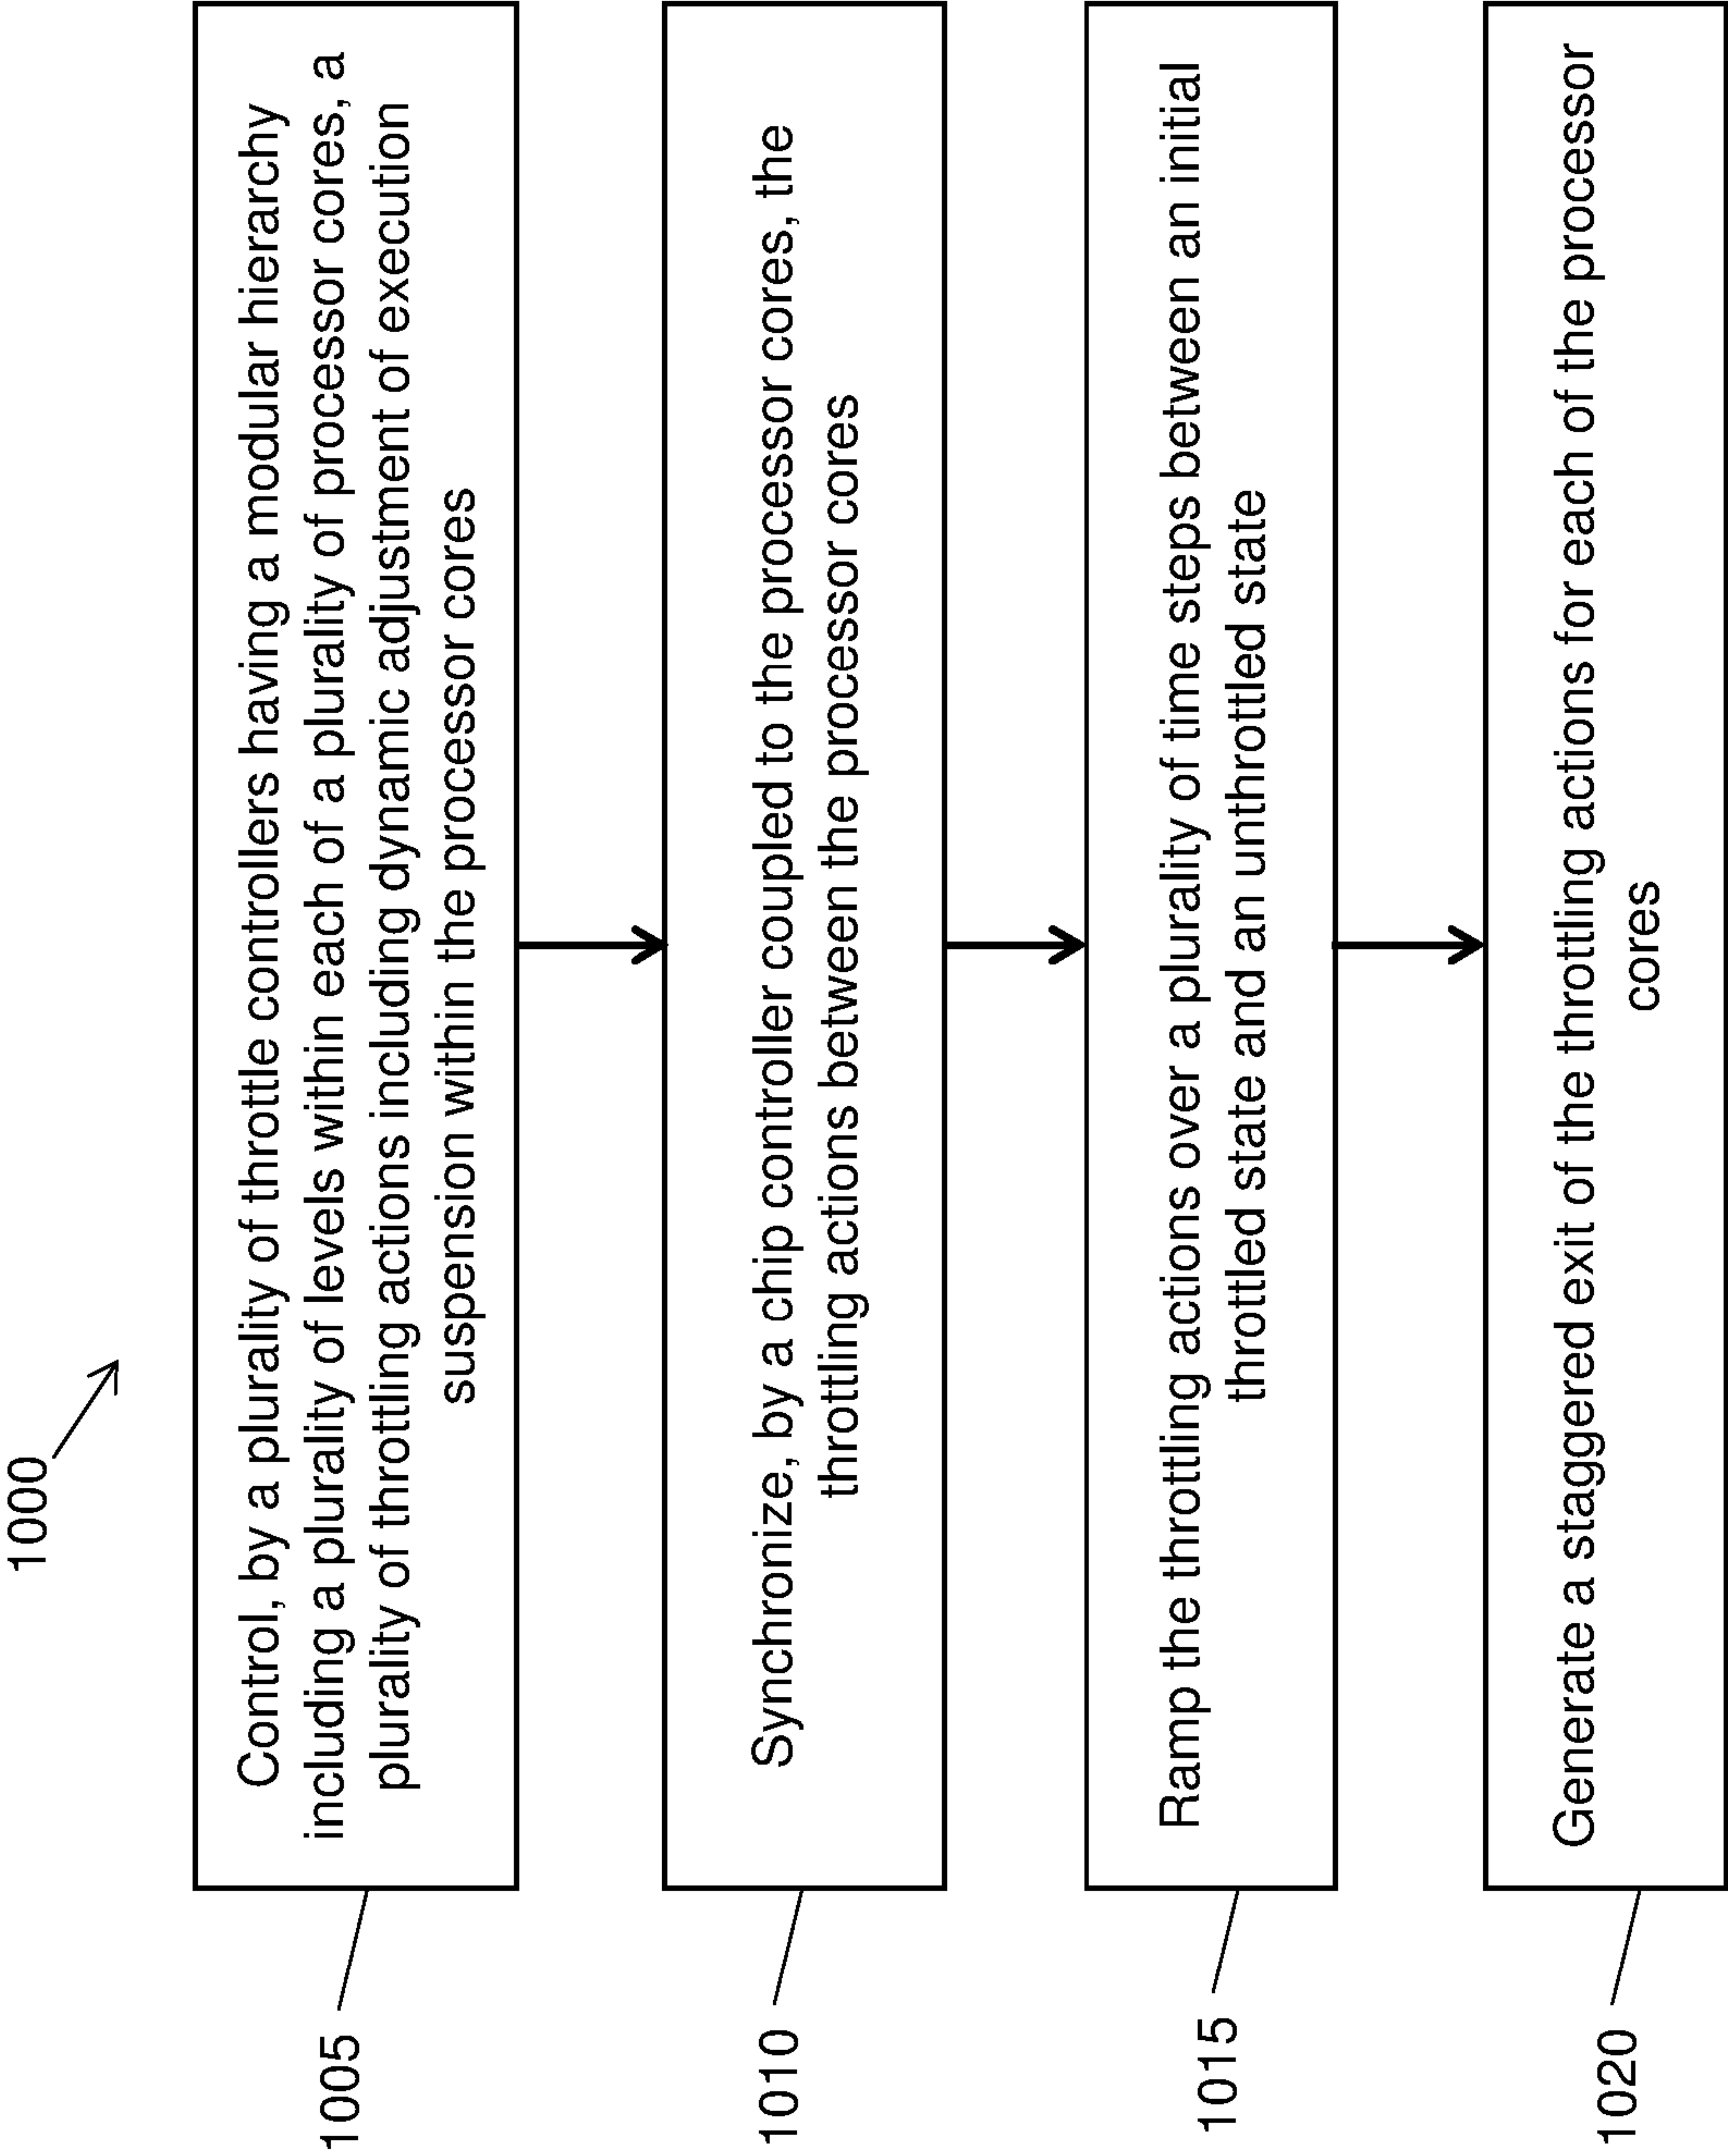 1000
1005
Control, by a plurality of throttle controllers having a modular hierarchy
including a plurality of levels within each of a plurality of processor cores, a
plurality of throttling actions including dynamic adjustment of execution
suspension within the processor cores
1010
Synchronize, by a chip controller coupled to the processor cores, the
throttling actions between the processor cores
1015
Ramp the throttling actions over a plurality of time steps between an initial
throttled state and an unthrottled state
1020
Generate a staggered exit of the throttling actions for each of the processor
cores